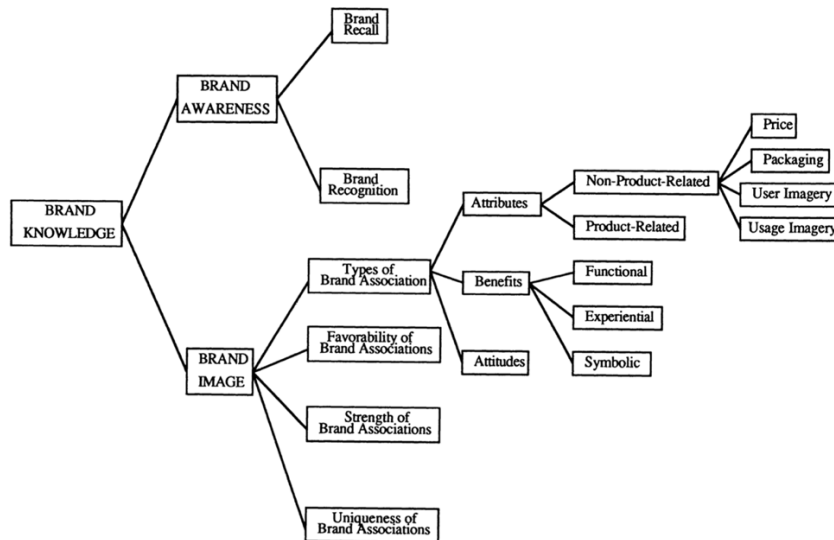 Brand
Recall
BRAND
AWARENESS
Brand
Recognition
BRAND
KNOWLEDGE
Price
Packaging
Non-Product-Related
User Imagery
Attributes
Product-Related
Usage Imagery
Types of
Brand Association
Functional
Benefits
Experiential
Favorability of
Brand Associations
Attitudes
Symbolic
BRAND
IMAGE
Strength of
Brand Associations
Uniqueness of
Brand Associations